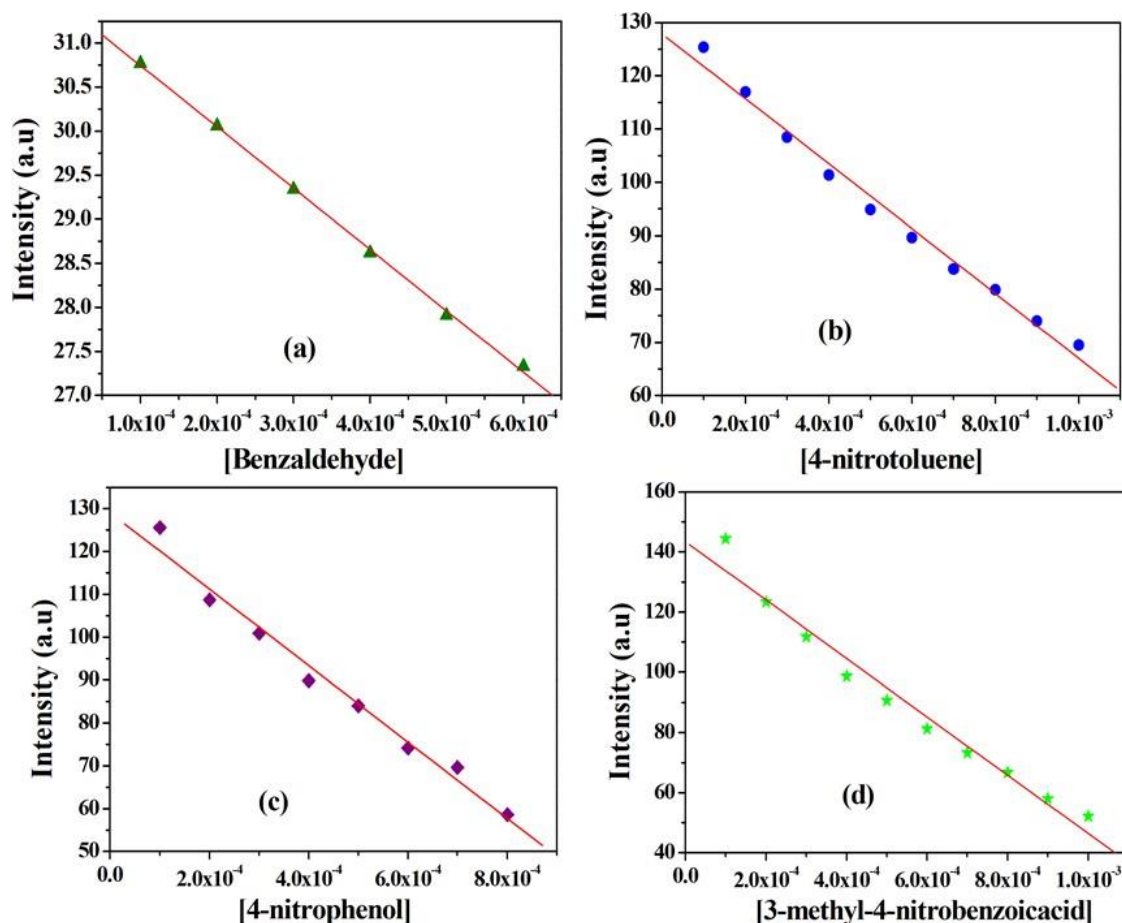 31.0
30.5
30.0
29.5
29.0
28.5
28.0
27.5
27.0
Intensity (a.u)
(a)
1.0x10⁻⁴ 2.0x10⁻⁴ 3.0x10⁻⁴ 4.0x10⁻⁴ 5.0x10⁻⁴ 6.0x10⁻⁴
[Benzaldehyde]
130
120
110
100
90
80
70
60
Intensity (a.u)
(b)
0.0 2.0x10⁻⁴ 4.0x10⁻⁴ 6.0x10⁻⁴ 8.0x10⁻⁴ 1.0x10⁻³
[4-nitrotoluene]
130
120
110
100
90
80
70
60
50
Intensity (a.u)
(c)
0.0 2.0x10⁻⁴ 4.0x10⁻⁴ 6.0x10⁻⁴ 8.0x10⁻⁴
[4-nitrophenol]
160
140
120
100
80
60
40
Intensity (a.u)
(d)
0.0 2.0x10⁻⁴ 4.0x10⁻⁴ 6.0x10⁻⁴ 8.0x10⁻⁴ 1.0x10⁻³
[3-methyl-4-nitrobenzoicacid]